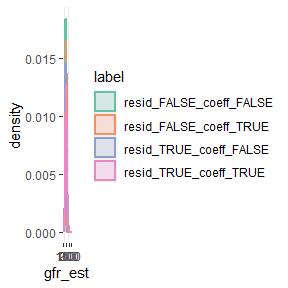 density
0.015
0.010
0.005
0.000
gfr_est
label
resid_FALSE_coeff_FALSE
resid_FALSE_coeff_TRUE
resid_TRUE_coeff_FALSE
resid_TRUE_coeff_TRUE